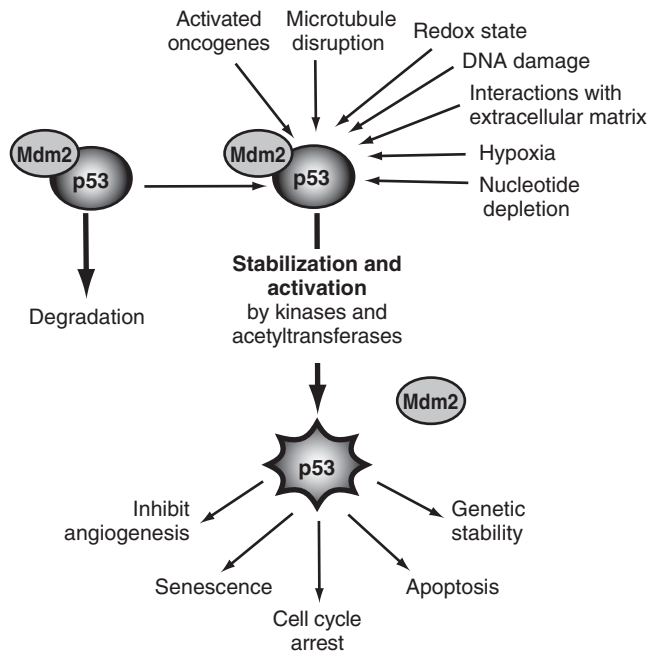 Activated
oncogenes
Microtubule
disruption
Redox state
DNA damage
Interactions with
extracellular matrix
Hypoxia
Nucleotide
depletion
Mdm2
p53
Mdm2
p53
Degradation
Stabilization and
activation
by kinases and
acetyltransferases
Mdm2
p53
Inhibit
angiogenesis
Senescence
Cell cycle
arrest
Apoptosis
Genetic
stability